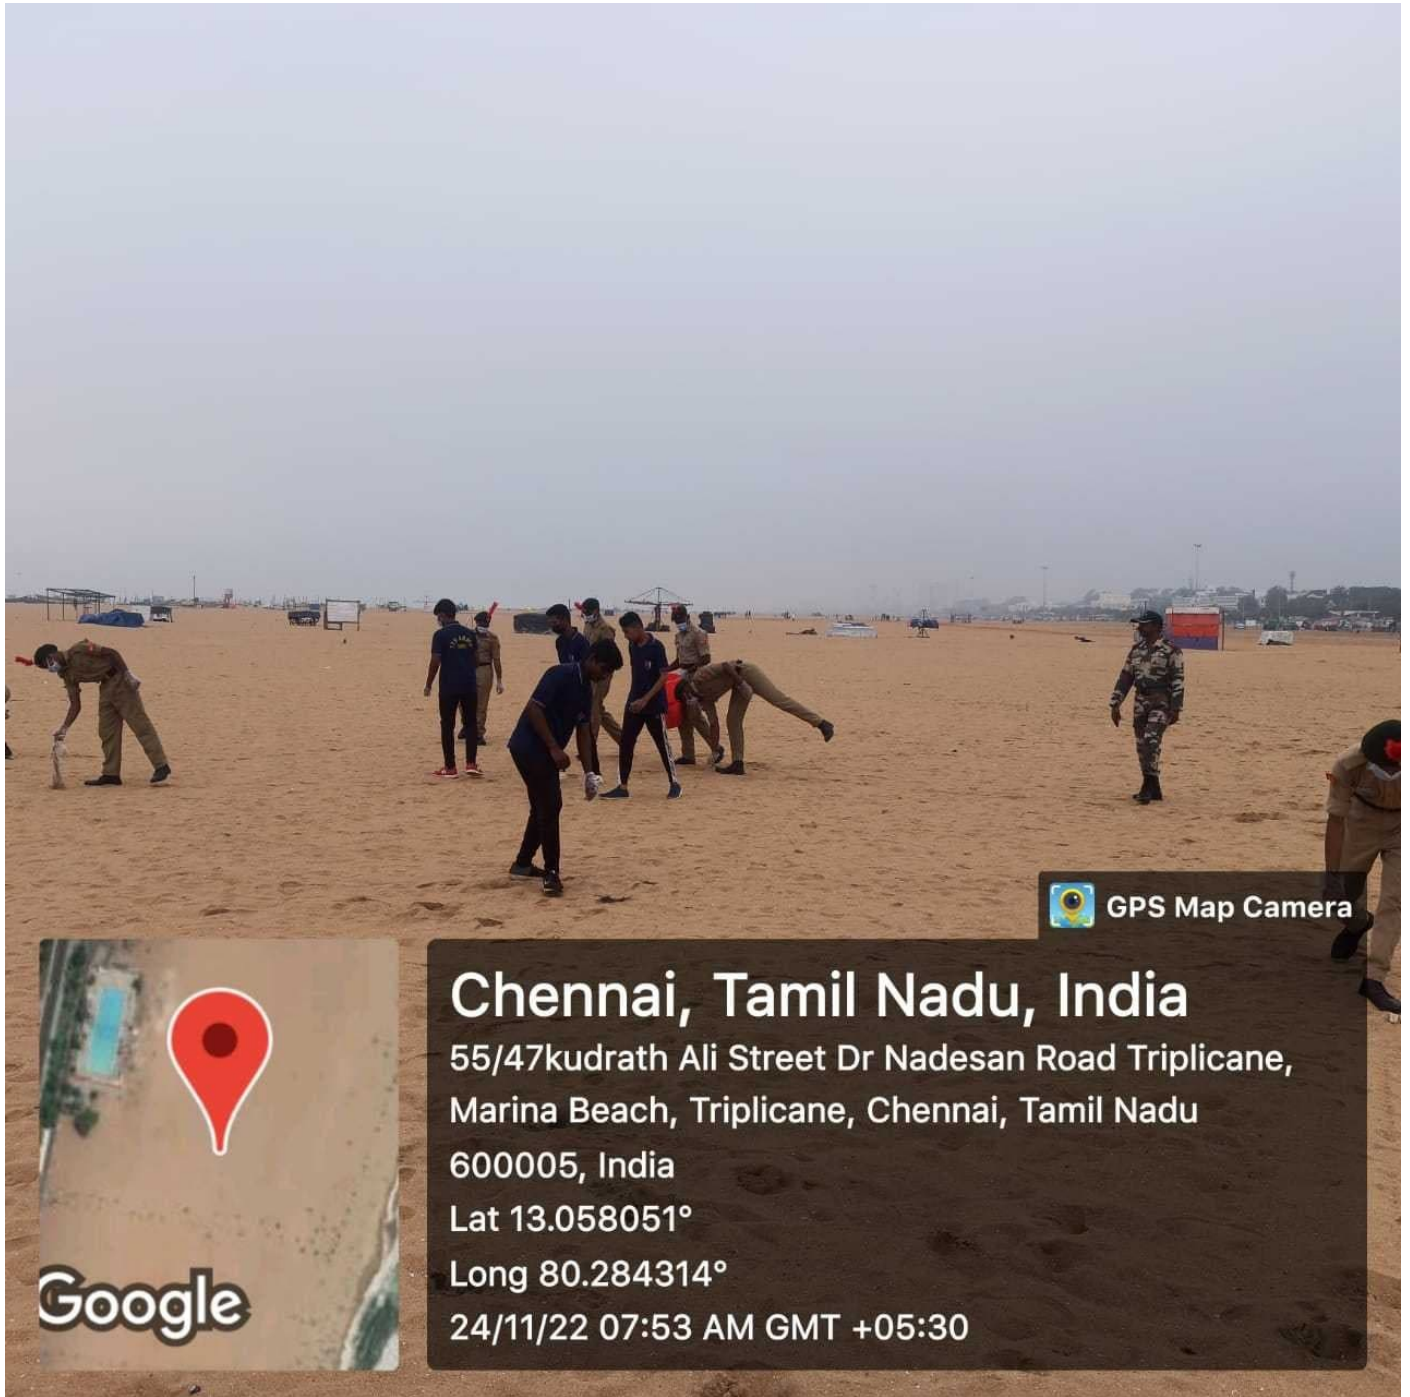 GPS Map Camera
Chennai, Tamil Nadu, India
55/47kudrath Ali Street Dr Nadesan Road Triplicane,
Marina Beach, Triplicane, Chennai, Tamil Nadu
600005, India
Lat 13.058051°
Long 80.284314°
24/11/22 07:53 AM GMT +05:30
Google